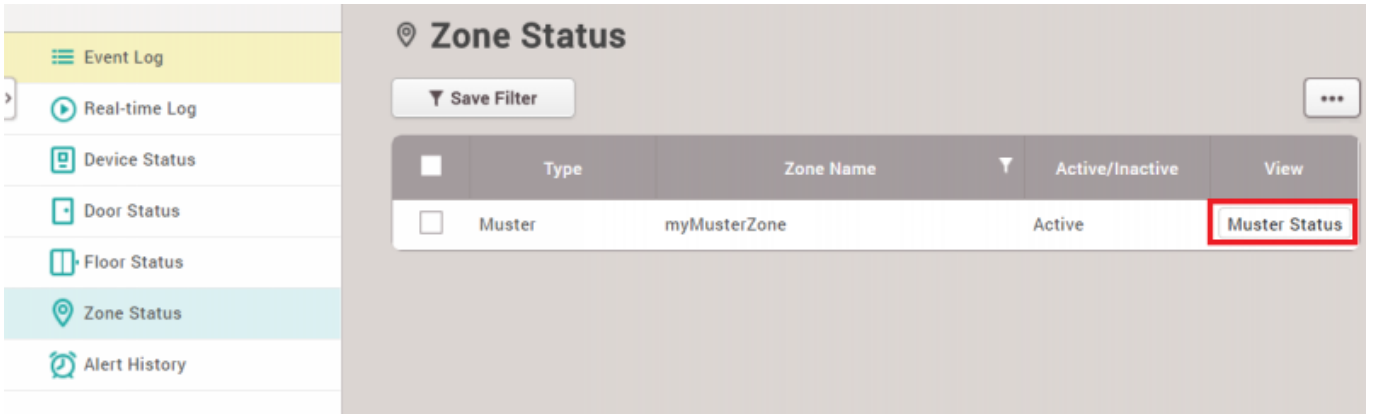 Event Log
Real-time Log
Device Status
Door Status
Floor Status
Zone Status
Alert History
Zone Status
Save Filter
Type Zone Name Active/Inactive View
Muster myMusterZone Active Muster Status